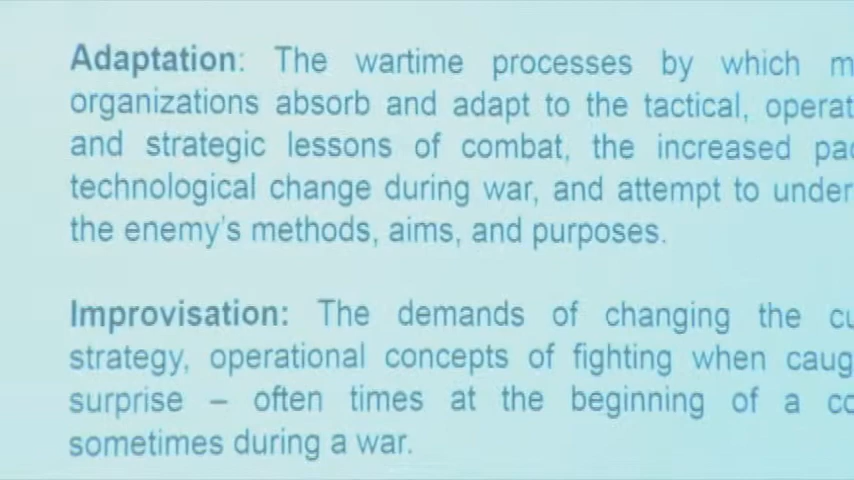 Adaptation: The wartime processes by which
organizations absorb and adapt to the tactical,
and strategic lessons of combat, the increased
technological change during war, and attempt to
the enemy's methods, aims, and purposes.
Improvisation: The demands of changing the
strategy, operational concepts of fighting when
surprise – often times at the beginning of a
sometimes during a war.